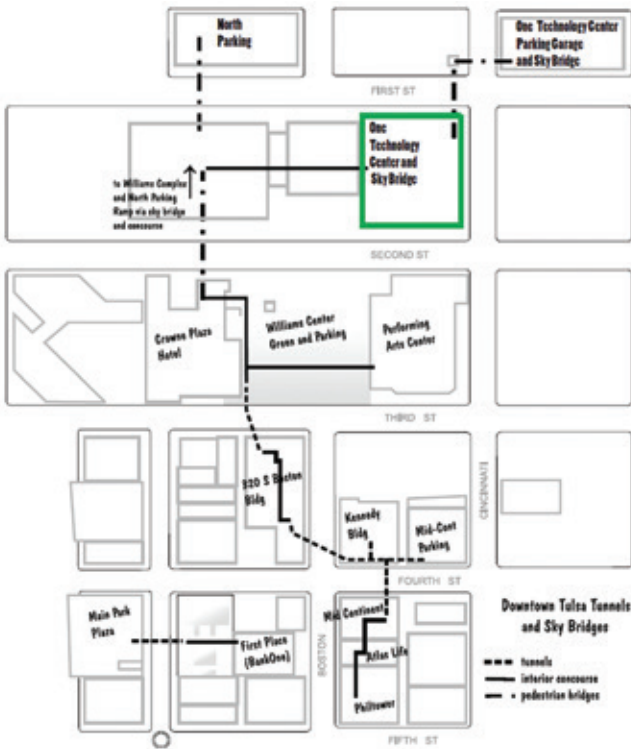 North
Parking
One Technology Center
Parking Garage
and Sky Bridge
FIRST ST
One
Technology
Center and
Sky Bridge
to Williams Complex
and North Parking
Ramp via sky bridge
and concourse
SECOND ST
Crowne Plaza
Hotel
Williams Center
Green and Parking
Performing
Arts Center
THIRD ST
320 S Boston
Bldg
Kennedy
Bldg
Mid-Cont
Parking
CINCENNATE
FOURTH ST
Main Park
Plaza
First Place
(BankOne)
BOSTON
Mid Continent
Atlas Life
Philtower
Downtown Tulsa Tunnels
and Sky Bridges
tunnels
interior concourse
pedestrian bridges
FIFTH ST